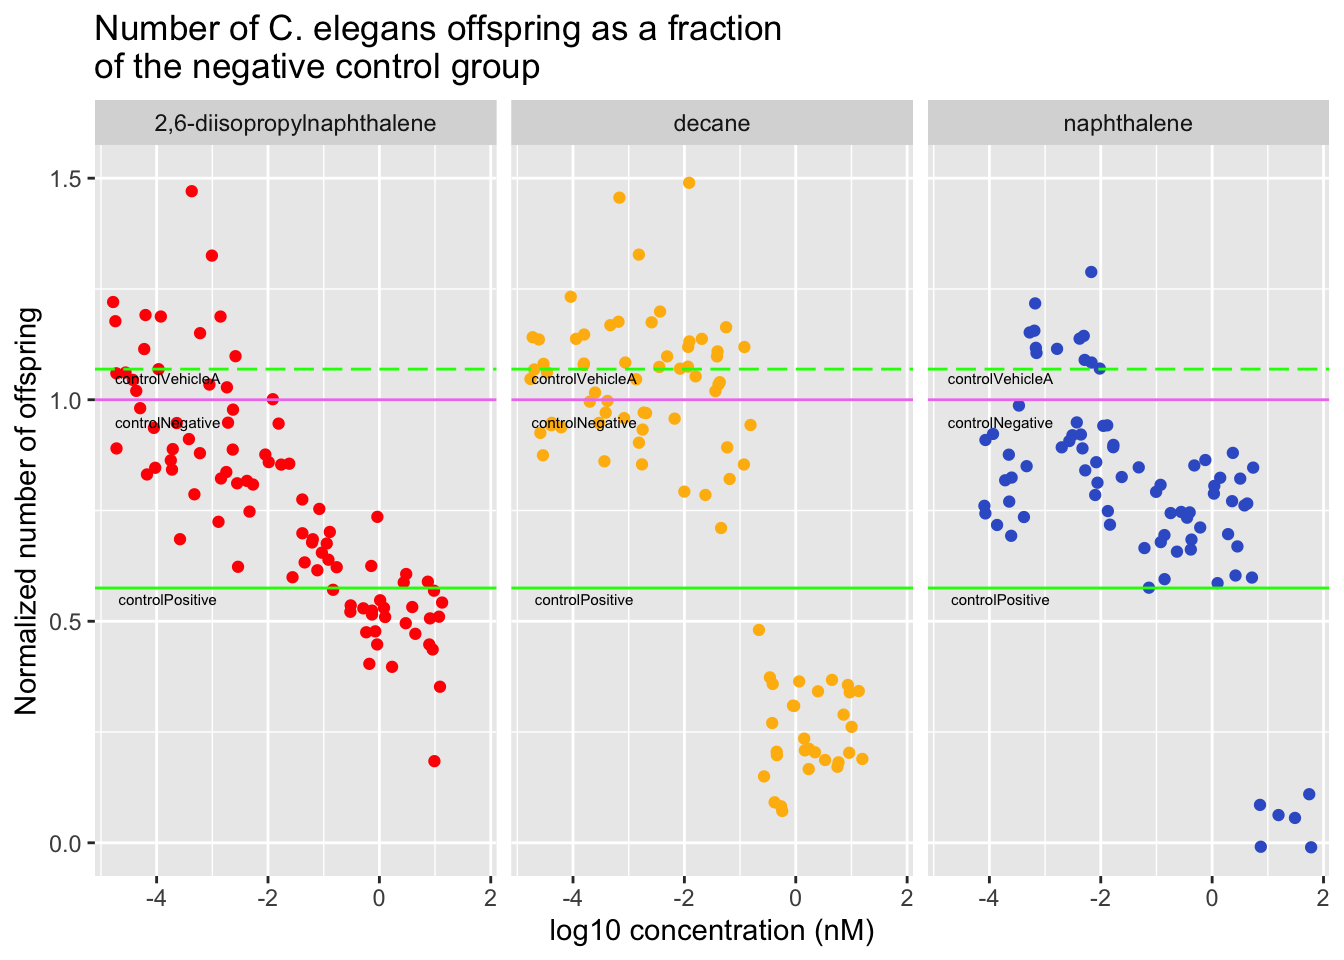 Number of C. elegans offspring as a fraction
of the negative control group
2,6-diisopropylnaphthalene
decane
naphthalene
Normalized number of offspring
1.5
1.0
0.5
0.0
controlVehicleA
controlNegative
controlPositive
controlVehicleA
controlNegative
controlPositive
controlVehicleA
controlNegative
controlPositive
-4 -2 0 2
-4 -2 0 2
-4 -2 0 2
log10 concentration (nM)